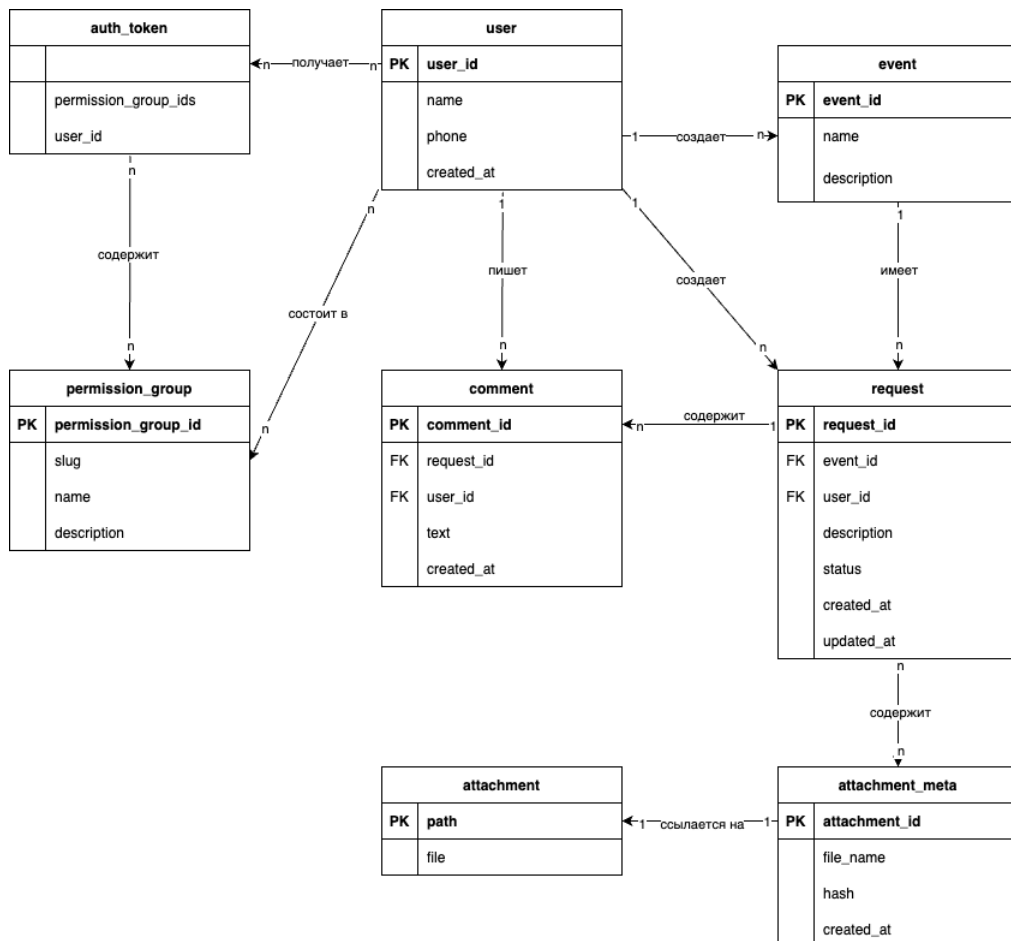 auth_token
permission_group_ids
user_id
n получает n
user
PK user_id
name
phone
created_at
1 создает n
event
PK event_id
name
description
n
содержит
n
n
состоит в
n
1
пишет
n
1
создает
n
1
имеет
n
permission_group
PK permission_group_id
slug
name
description
comment
PK comment_id
FK request_id
FK user_id
text
created_at
n содержит 1
request
PK request_id
FK event_id
FK user_id
description
status
created_at
updated_at
n
содержит
n
attachment
PK path
file
1 ссылается на 1
attachment_meta
PK attachment_id
file_name
hash
created_at